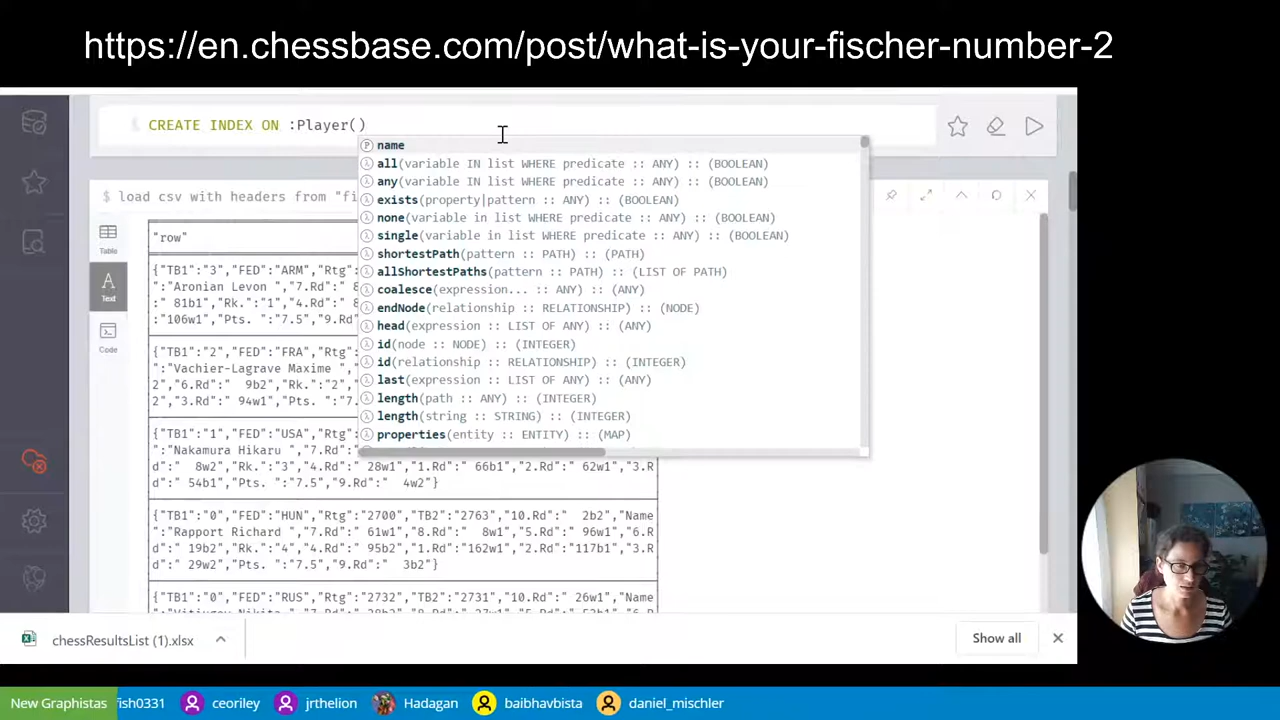 https://en.chessbase.com/post/what-is-your-fischer-number-2
CREATE INDEX ON :Player()
name
all(variable IN list WHERE predicate :: ANY) :: (BOOLEAN)
any(variable IN list WHERE predicate :: ANY) :: (BOOLEAN)
exists(property|pattern :: ANY) :: (BOOLEAN)
none(variable in list WHERE predicate :: ANY) :: (BOOLEAN)
single(variable in list WHERE predicate :: ANY) :: (BOOLEAN)
shortestPath(pattern :: PATH) :: (PATH)
allShortestPaths(pattern :: PATH) :: (LIST OF PATH)
coalesce(expression... :: ANY) :: (ANY)
endNode(relationship :: RELATIONSHIP) :: (NODE)
head(expression :: LIST OF ANY) :: (ANY)
id(node :: NODE) :: (INTEGER)
id(relationship :: RELATIONSHIP) :: (INTEGER)
last(expression :: LIST OF ANY) :: (ANY)
length(path :: ANY) :: (INTEGER)
length(string :: STRING) :: (INTEGER)
properties(entity :: ENTITY) :: (MAP)
$ load csv with headers from "fi
Table
A
Text
Code
"row"
{"TB1":"3","FED":"ARM","Rtg"
":"Aronian Levon ","7.Rd":" 8
:" 81b1","Rk.":"1","4.Rd":" 8
"106w1","Pts. ":"7.5","9.Rd"
{"TB1":"2","FED":"FRA","Rtg"
":"Vachier-Lagrave Maxime ",
2","6.Rd":"  9b2","Rk.":"2",
,"3.Rd":" 94w1","Pts. ":"7.
{"TB1":"1","FED":"USA","Rtg"
"Nakamura Hikaru ","7.Rd":"
d":"  8w2","Rk.":"3","4.Rd":" 28w1","1.Rd":" 66b1","2.Rd":" 62w1","3.R
d":" 54b1","Pts. ":"7.5","9.Rd":"  4w2"}
{"TB1":"0","FED":"HUN","Rtg":"2700","TB2":"2763","10.Rd":"  2b2","Name
":"Rapport Richard ","7.Rd":" 61w1","8.Rd":"  8w1","5.Rd":" 96w1","6.R
d":" 19b2","Rk.":"4","4.Rd":" 95b2","1.Rd":"162w1","2.Rd":"117b1","3.R
d":" 29w2","Pts. ":"7.5","9.Rd":"  3b2"}
{"TB1":"0","FED":"RUS","Rtg":"2732","TB2":"2731","10.Rd":" 26w1","Name
chessResultsList (1).xlsx
Show all
New Graphistas
fish0331
ceoriley
jrthelion
Hadagan
baibhavbista
daniel_mischler